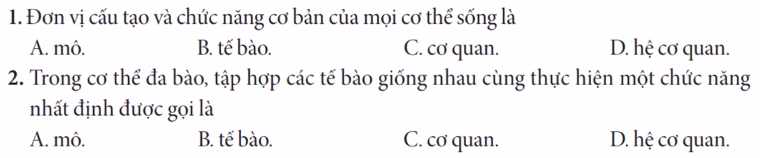 1. Đơn vị cấu tạo và chức năng cơ bản của mọi cơ thể sống là
A. mô. B. tế bào. C. cơ quan. D. hệ cơ quan.
2. Trong cơ thể đa bào, tập hợp các tế bào giống nhau cùng thực hiện một chức năng
nhất định được gọi là
A. mô. B. tế bào. C. cơ quan. D. hệ cơ quan.